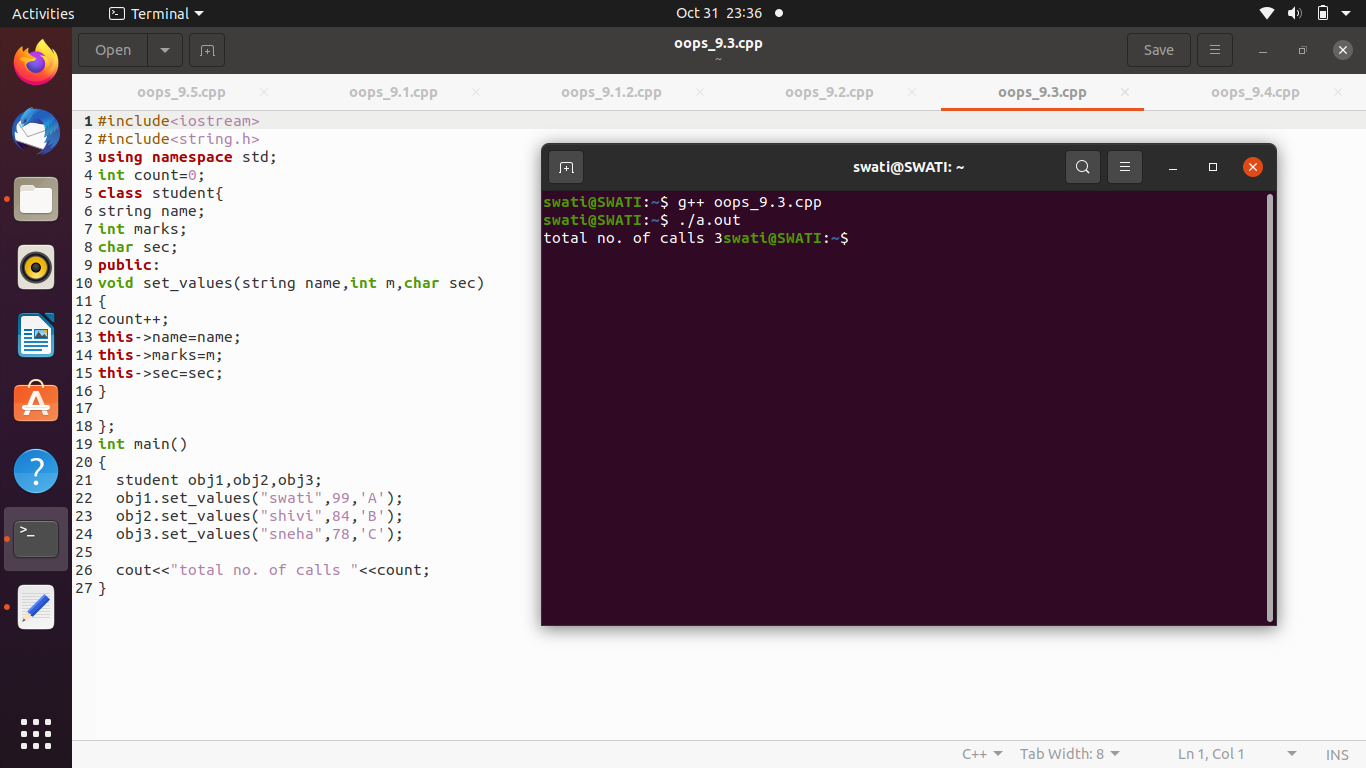 Activities Terminal Oct 31 23:36
Open oops_9.3.cpp Save
~
oops_9.5.cpp oops_9.1.cpp oops_9.1.2.cpp oops_9.2.cpp oops_9.3.cpp oops_9.4.cpp
1 #include<iostream>
2 #include<string.h>
3 using namespace std;
4 int count=0;
5 class student{
6 string name;
7 int marks;
8 char sec;
9 public:
10 void set_values(string name,int m,char sec)
11 {
12 count++;
13 this->name=name;
14 this->marks=m;
15 this->sec=sec;
16 }
17
18 };
19 int main()
20 {
21   student obj1,obj2,obj3;
22   obj1.set_values("swati",99,'A');
23   obj2.set_values("shivi",84,'B');
24   obj3.set_values("sneha",78,'C');
25
26   cout<<"total no. of calls "<<count;
27 }
swati@SWATI: ~
swati@SWATI:~$ g++ oops_9.3.cpp
swati@SWATI:~$ ./a.out
total no. of calls 3swati@SWATI:~$
C++ Tab Width: 8 Ln 1, Col 1 INS